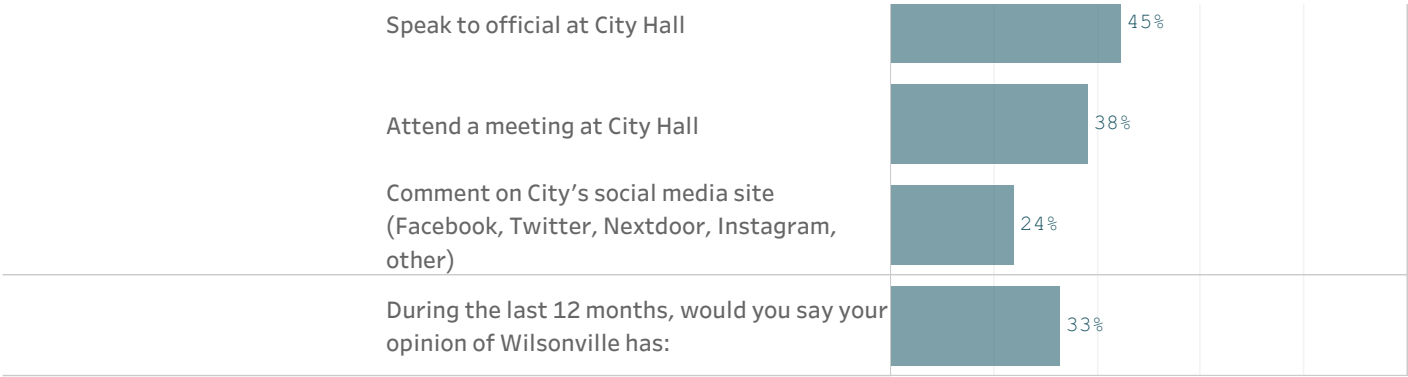 Speak to official at City Hall
45%
Attend a meeting at City Hall
38%
Comment on City’s social media site
(Facebook, Twitter, Nextdoor, Instagram,
other)
24%
During the last 12 months, would you say your
opinion of Wilsonville has:
33%